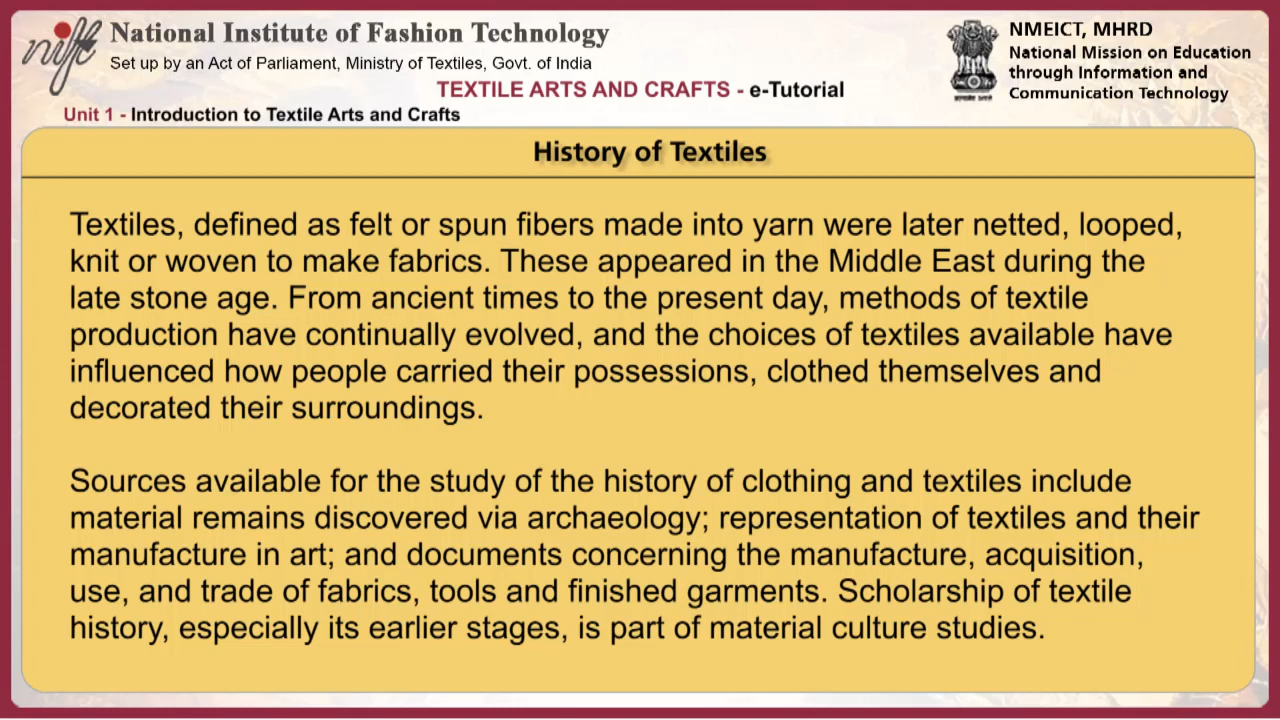 nift
National Institute of Fashion Technology
Set up by an Act of Parliament, Ministry of Textiles, Govt. of India
NMEICT, MHRD
National Mission on Education
through Information and
Communication Technology
TEXTILE ARTS AND CRAFTS - e-Tutorial
Unit 1 - Introduction to Textile Arts and Crafts
History of Textiles
Textiles, defined as felt or spun fibers made into yarn were later netted, looped,
knit or woven to make fabrics. These appeared in the Middle East during the
late stone age. From ancient times to the present day, methods of textile
production have continually evolved, and the choices of textiles available have
influenced how people carried their possessions, clothed themselves and
decorated their surroundings.
Sources available for the study of the history of clothing and textiles include
material remains discovered via archaeology; representation of textiles and their
manufacture in art; and documents concerning the manufacture, acquisition,
use, and trade of fabrics, tools and finished garments. Scholarship of textile
history, especially its earlier stages, is part of material culture studies.